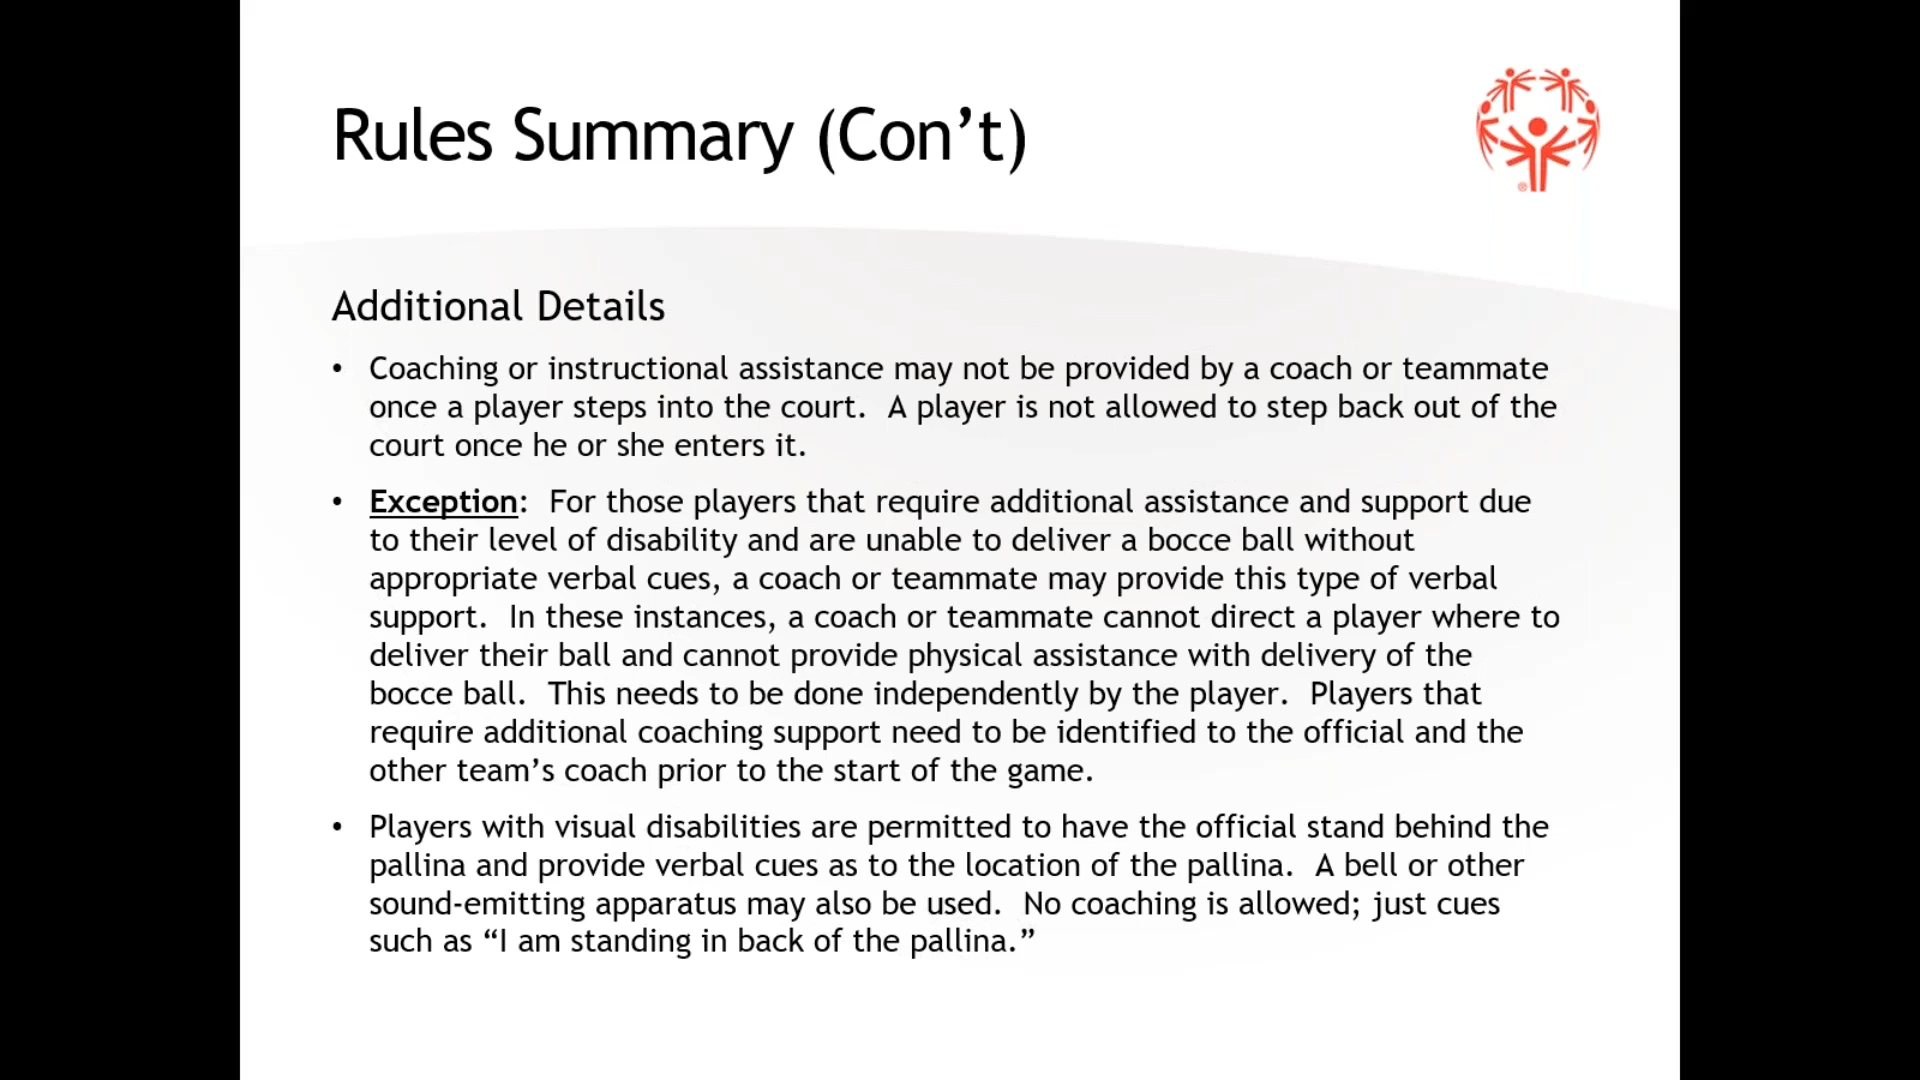 Rules Summary (Con’t)
Additional Details
• Coaching or instructional assistance may not be provided by a coach or teammate
once a player steps into the court.  A player is not allowed to step back out of the
court once he or she enters it.
• Exception:  For those players that require additional assistance and support due
to their level of disability and are unable to deliver a bocce ball without
appropriate verbal cues, a coach or teammate may provide this type of verbal
support.  In these instances, a coach or teammate cannot direct a player where to
deliver their ball and cannot provide physical assistance with delivery of the
bocce ball.  This needs to be done independently by the player.  Players that
require additional coaching support need to be identified to the official and the
other team’s coach prior to the start of the game.
• Players with visual disabilities are permitted to have the official stand behind the
pallina and provide verbal cues as to the location of the pallina.  A bell or other
sound-emitting apparatus may also be used.  No coaching is allowed; just cues
such as “I am standing in back of the pallina.”
®